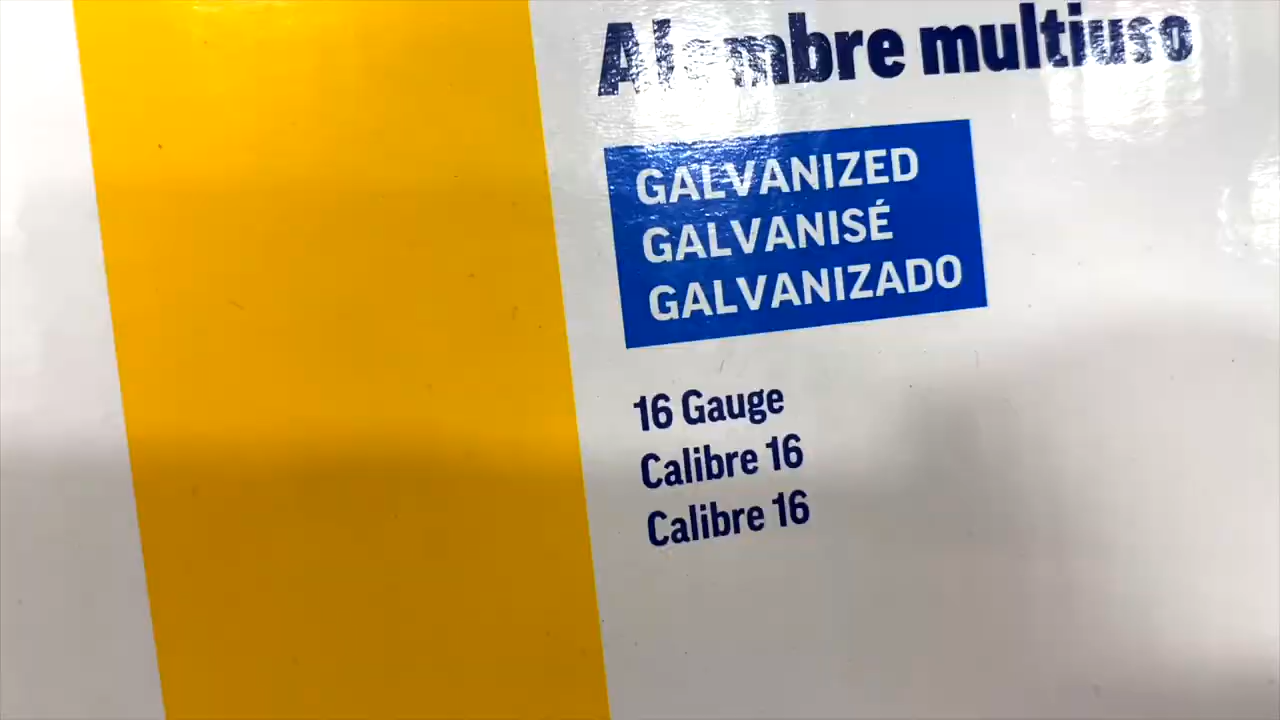 Alambre multiuso
GALVANIZED
GALVANISÉ
GALVANIZADO
16 Gauge
Calibre 16
Calibre 16